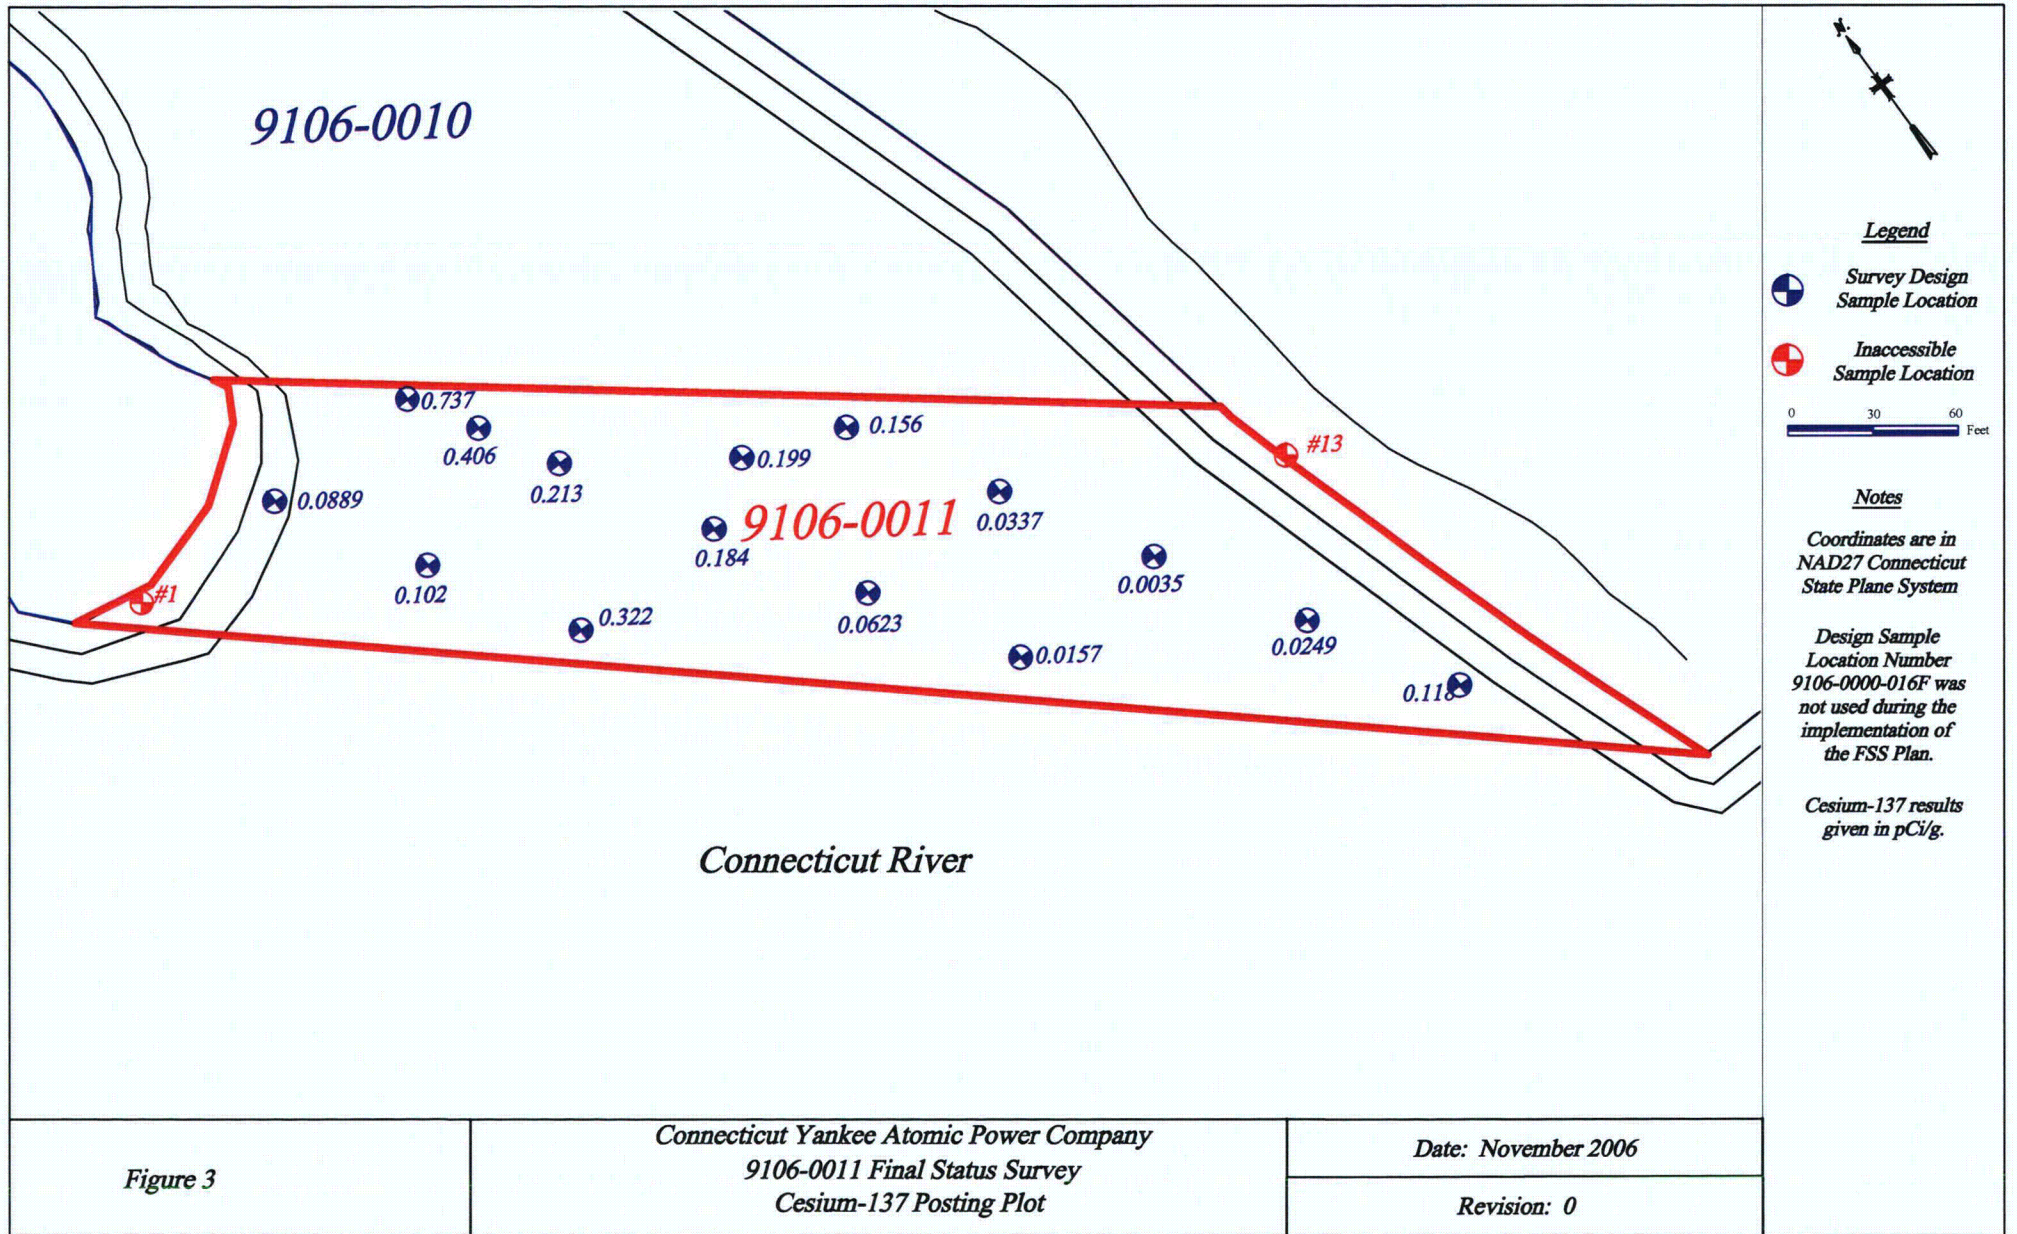 9106-0010
0.737
0.406
0.213
0.199
0.156
#13
0.0889
9106-0011
0.0337
0.184
0.102
#1
0.0035
0.322
0.0623
0.0157
0.0249
0.118
Connecticut River
N
Legend
Survey Design
Sample Location
Inaccessible
Sample Location
0 30 60
Feet
Notes
Coordinates are in
NAD27 Connecticut
State Plane System
Design Sample
Location Number
9106-0000-016F was
not used during the
implementation of
the FSS Plan.
Cesium-137 results
given in pCi/g.
Figure 3
Connecticut Yankee Atomic Power Company
9106-0011 Final Status Survey
Cesium-137 Posting Plot
Date: November 2006
Revision: 0